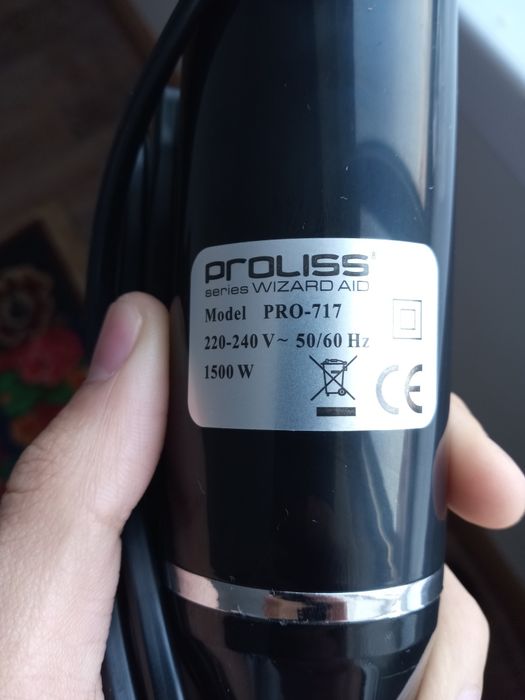 PROLISS
series WIZARD AID
Model PRO-717
220-240 V~ 50/60 Hz
1500 W
CE